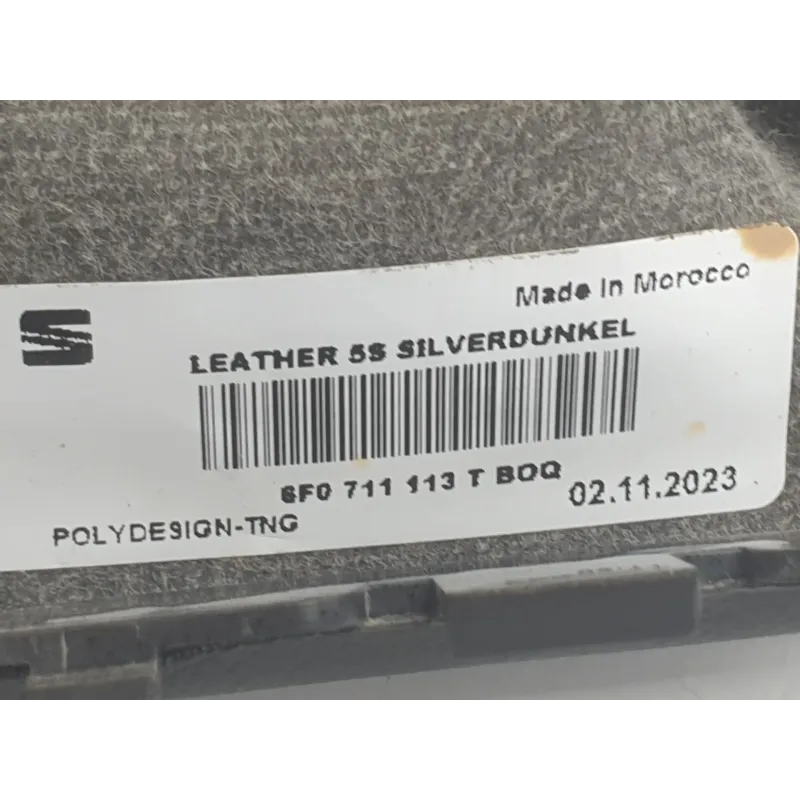 Made In Morocco
LEATHER 5S SILVERDUNKEL
6F0 711 113 T BOQ
02.11.2023
POLYDESIGN-TNG